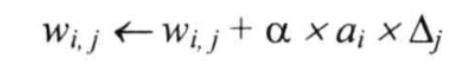 w_{i,j} ← w_{i,j} + α × a_i × Δ_j